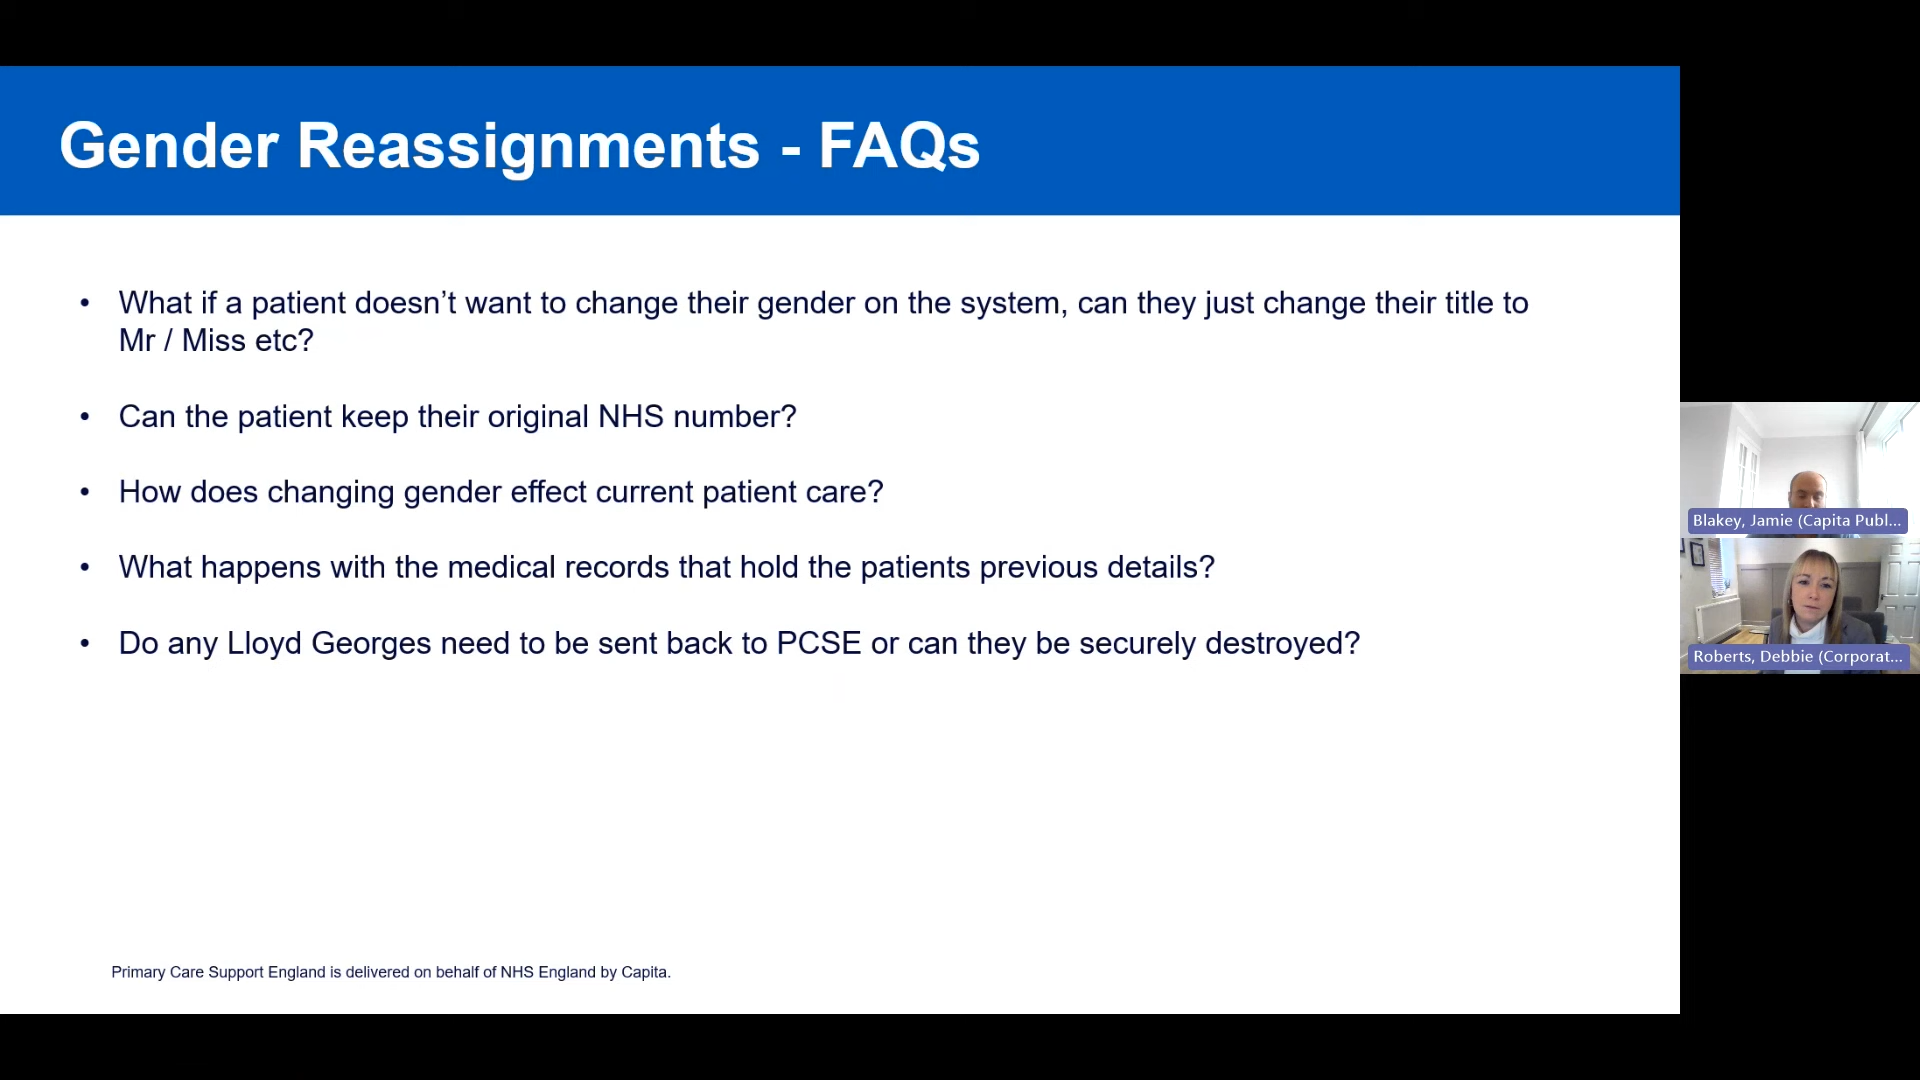 Gender Reassignments - FAQs
• What if a patient doesn’t want to change their gender on the system, can they just change their title to
Mr / Miss etc?
• Can the patient keep their original NHS number?
• How does changing gender effect current patient care?
• What happens with the medical records that hold the patients previous details?
• Do any Lloyd Georges need to be sent back to PCSE or can they be securely destroyed?
Primary Care Support England is delivered on behalf of NHS England by Capita.
Blakey, Jamie (Capita Publ...
Roberts, Debbie (Corporat...